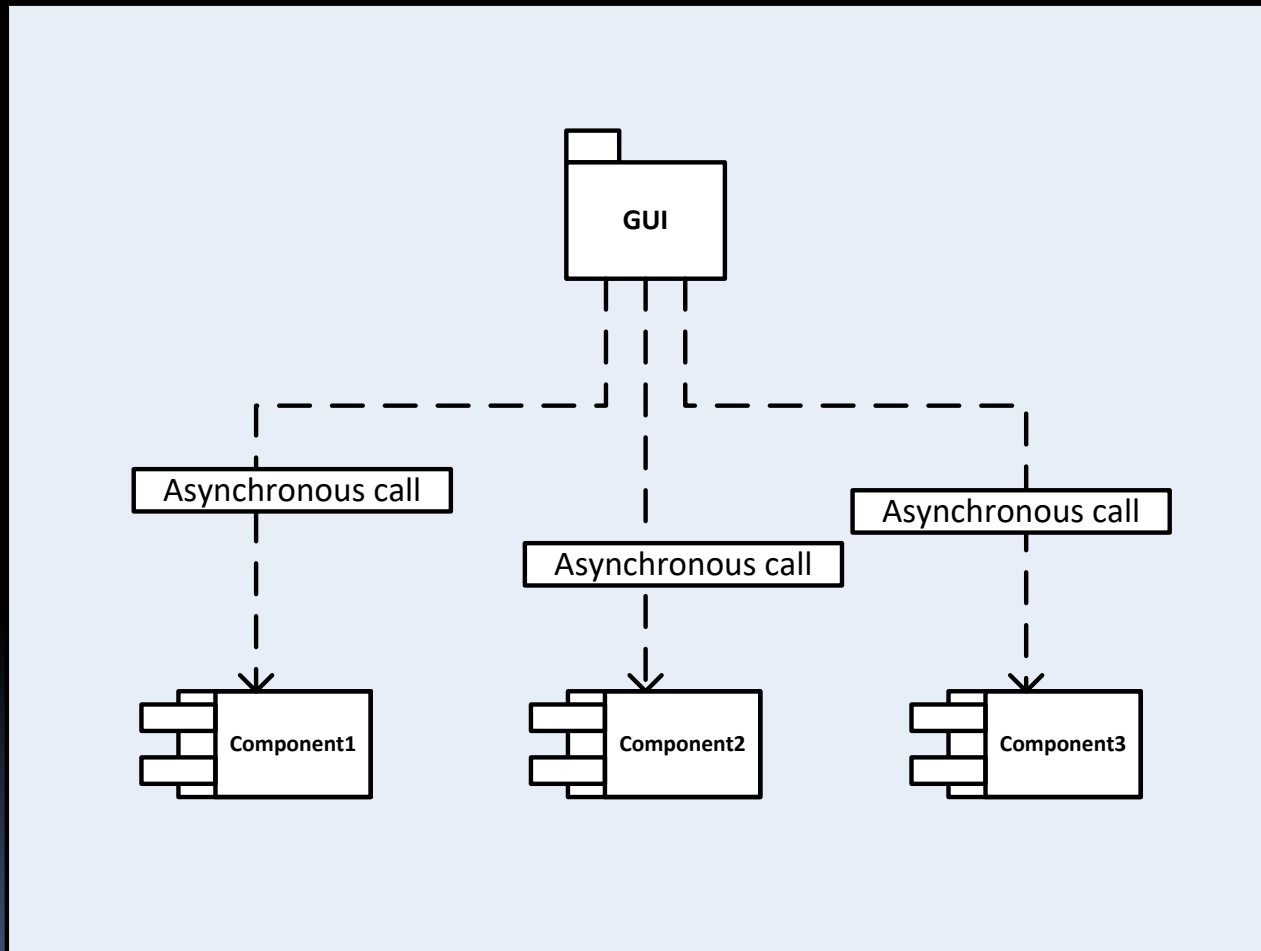 GUI
Asynchronous call
Asynchronous call
Asynchronous call
Component1
Component2
Component3